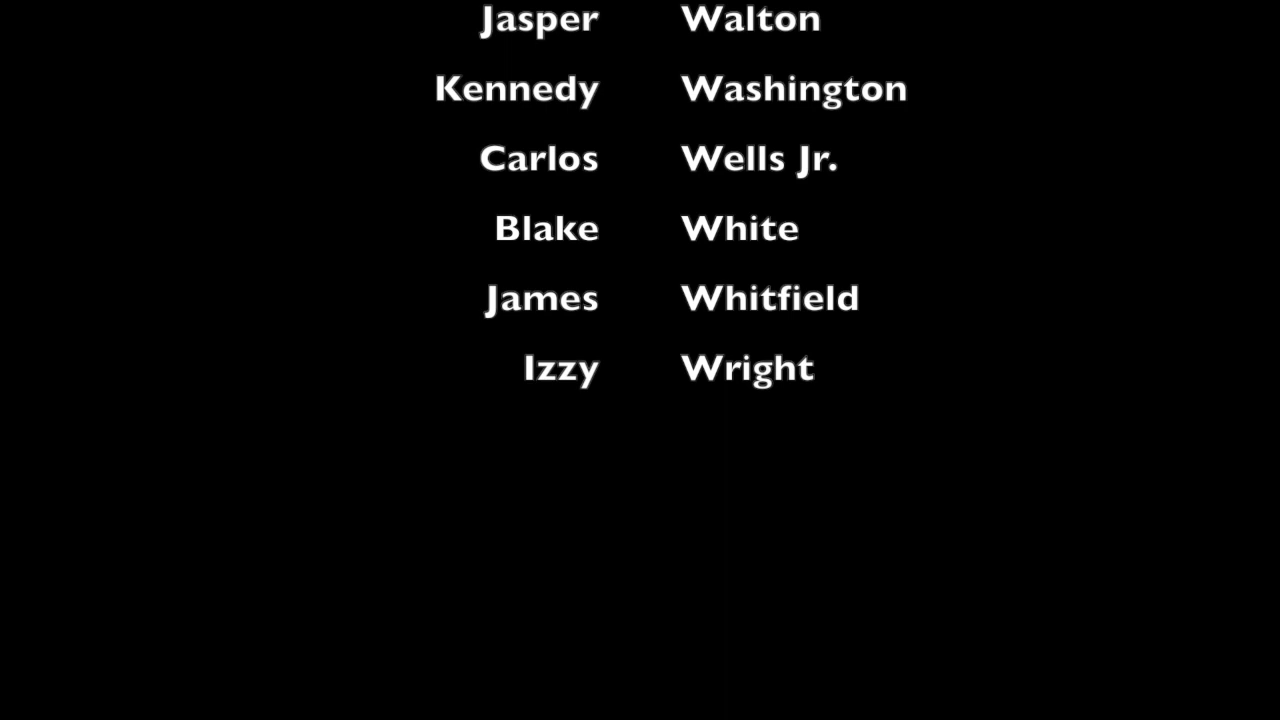 Jasper Walton
Kennedy Washington
Carlos Wells Jr.
Blake White
James Whitfield
Izzy Wright